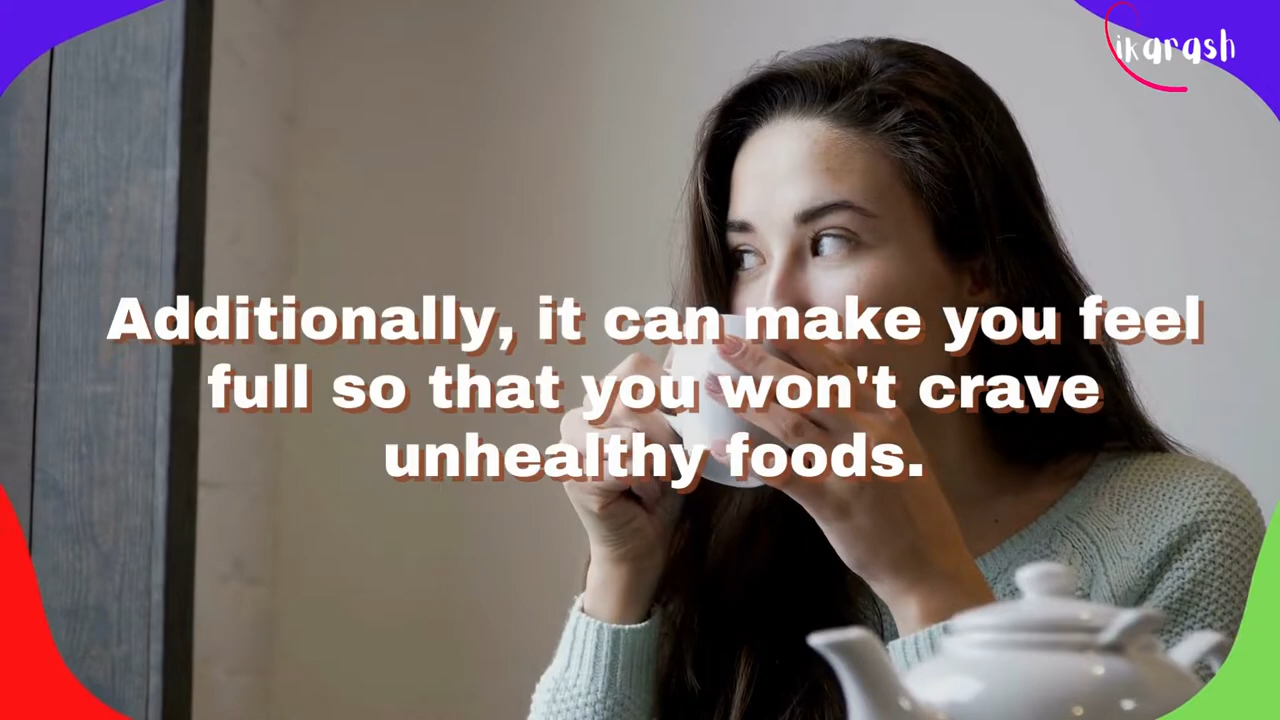 ikarash
Additionally, it can make you feel
full so that you won't crave
unhealthy foods.